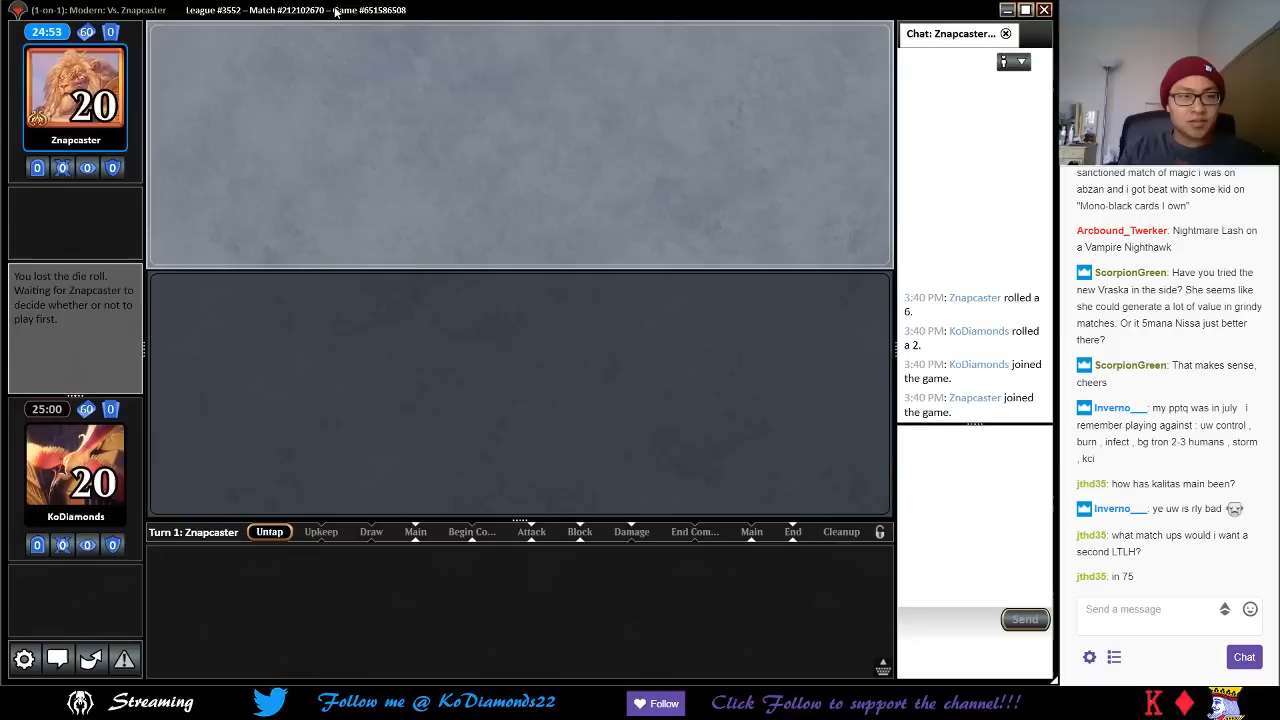 (1-on-1): Modern: Vs. Znapcaster League #3552 – Match #212102670 – Game #651586508
24:53 60 0
20
Znapcaster
0 0 0 0
You lost the die roll.
Waiting for Znapcaster to
decide whether or not to
play first.
25:00 60 0
20
KoDiamonds
0 0 0 0
Turn 1: Znapcaster Untap Upkeep Draw Main Begin Co... Attack Block Damage End Com... Main End Cleanup
Chat: Znapcaster...
3:40 PM: Znapcaster rolled a
6.
3:40 PM: KoDiamonds rolled
a 2.
3:40 PM: KoDiamonds joined
the game.
3:40 PM: Znapcaster joined
the game.
Send
sanctioned match of magic i was on
abzan and i got beat with some kid on
"Mono-black cards I own"
Arcbound_Twerker: Nightmare Lash on
a Vampire Nighthawk
ScorpionGreen: Have you tried the
new Vraska in the side? She seems like
she could generate a lot of value in grindy
matches. Or it 5mana Nissa just better
there?
ScorpionGreen: That makes sense,
cheers
Inverno___: my pptq was in july i
remember playing against : uw control ,
burn , infect , bg tron 2-3 humans , storm
, kci
jthd35: how has kalitas main been?
Inverno___: ye uw is rly bad
jthd35: what match ups would i want a
second LTLH?
jthd35: in 75
Send a message
Chat
Streaming Follow me @ KoDiamonds22 Follow Click Follow to support the channel!!! K